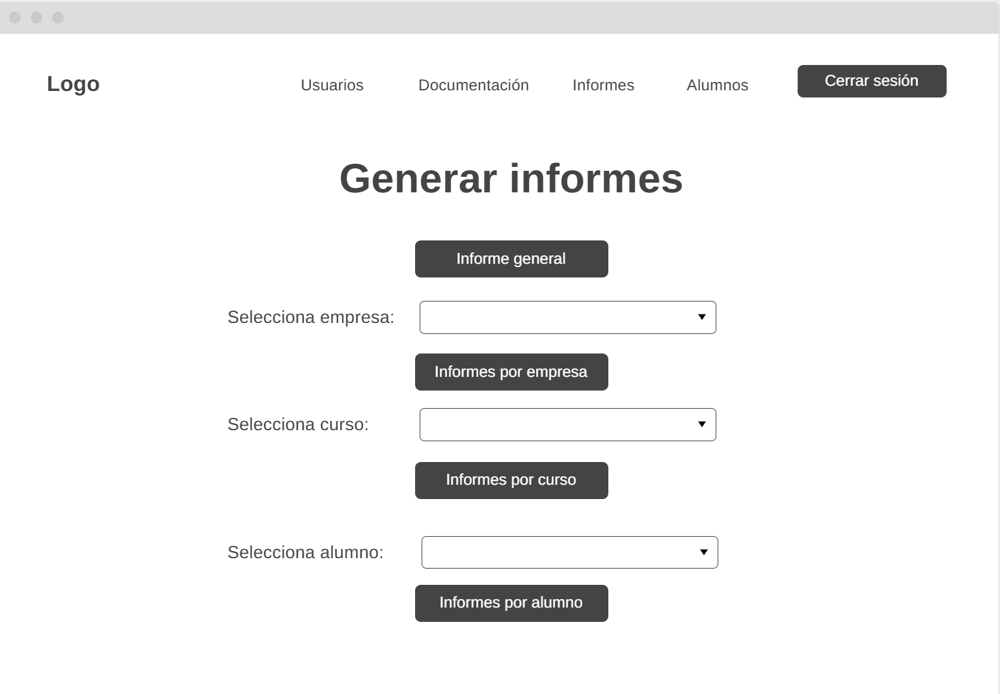 Logo
Usuarios
Documentación
Informes
Alumnos
Cerrar sesión
Generar informes
Informe general
Selecciona empresa:
Informes por empresa
Selecciona curso:
Informes por curso
Selecciona alumno:
Informes por alumno